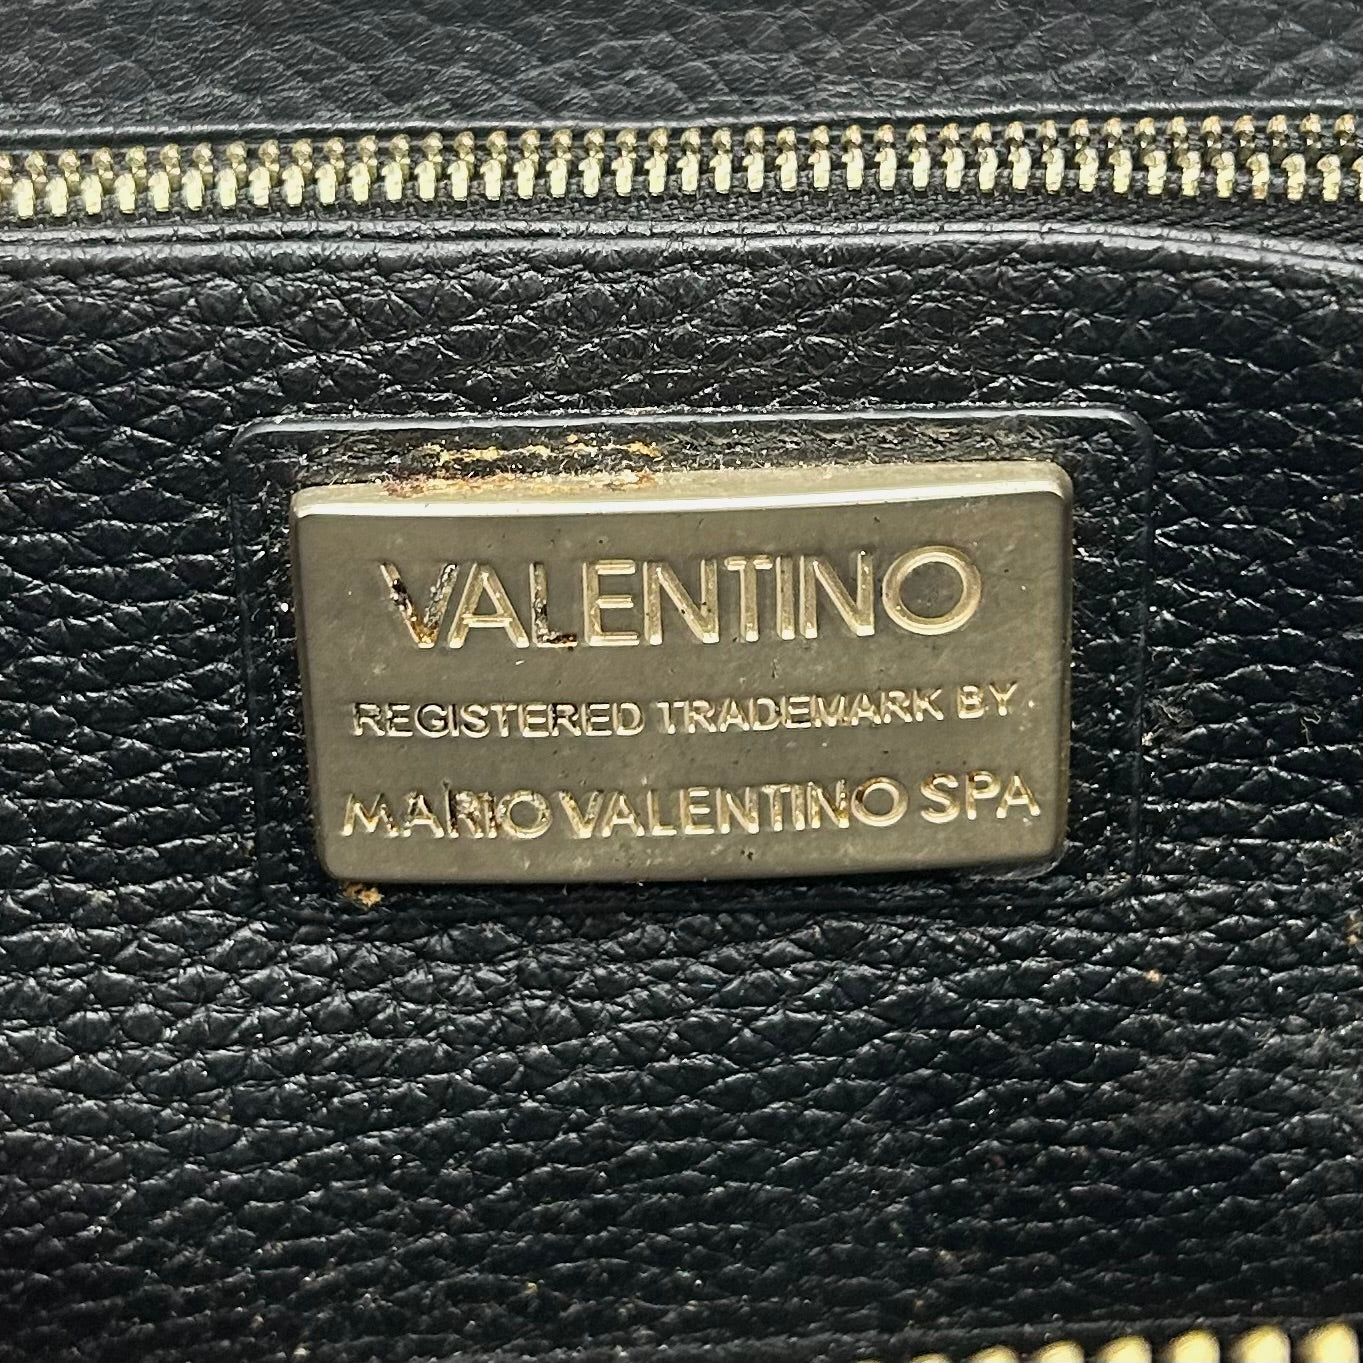 VALENTINO
REGISTERED TRADEMARK BY
MARIO VALENTINO SPA